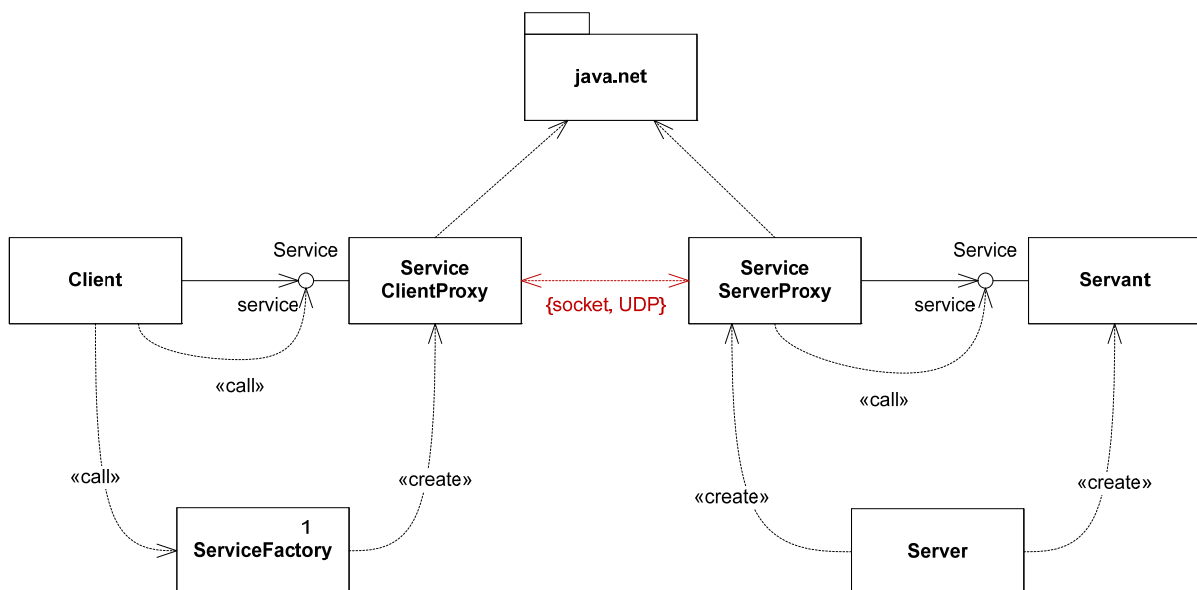 java.net
Client
Service
service
«call»
Service
ClientProxy
{socket, UDP}
Service
ServerProxy
Service
service
«call»
Servant
«call»
«create»
«create»
«create»
1
ServiceFactory
Server